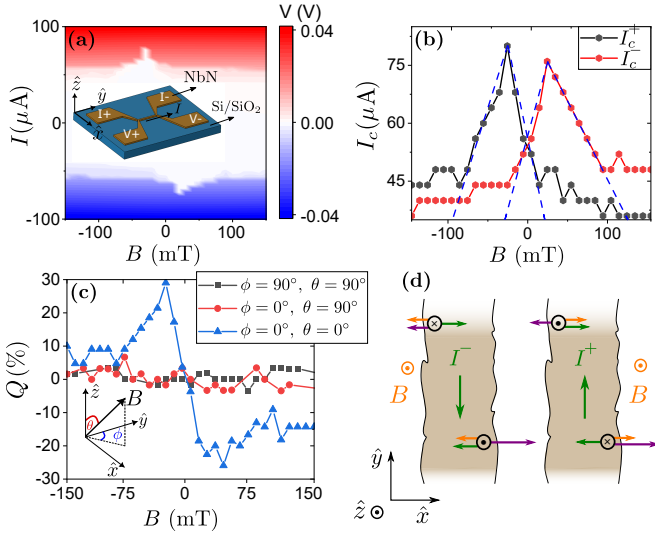 V (V)
(a)
100
50
0
-50
-100
I(μA)
-100
0
100
B (mT)
0.04
0.00
-0.04
ẑ
ŷ
x̂
I+
I-
V+
V-
I
NbN
Si/SiO₂
(b)
I_c^+
I_c^-
75
60
45
I_c(μA)
-100
0
100
B (mT)
(c)
30
20
10
0
-10
-20
-30
Q (%)
ϕ = 90°, θ = 90°
ϕ = 0°, θ = 90°
ϕ = 0°, θ = 0°
ẑ
B
ŷ
θ
ϕ
x̂
-150
-75
0
75
150
B (mT)
(d)
I⁻
I⁺
B
B
ŷ
ẑ
x̂